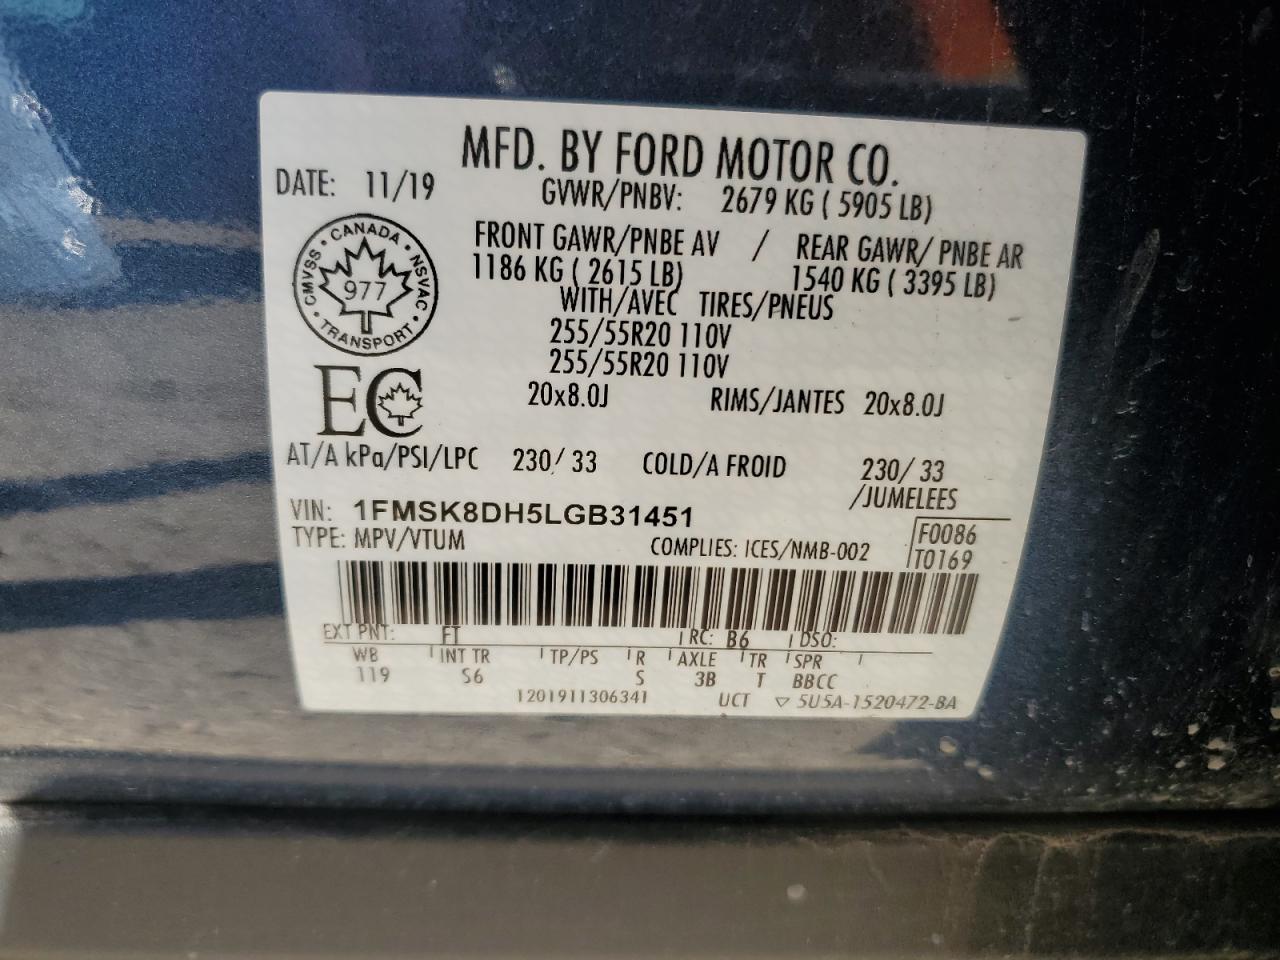 MFD. BY FORD MOTOR CO.
DATE: 11/19
GVWR/PNBV: 2679 KG ( 5905 LB)
FRONT GAWR/PNBE AV / REAR GAWR/ PNBE AR
1186 KG ( 2615 LB) 1540 KG ( 3395 LB)
WITH/AVEC TIRES/PNEUS
255/55R20 110V
255/55R20 110V
20x8.0J RIMS/JANTES 20x8.0J
CANADA
CMVSS NSVAC
977
TRANSPORT
EC
AT/A kPa/PSI/LPC 230/ 33 COLD/A FROID 230/ 33
/JUMELEES
VIN: 1FMSK8DH5LGB31451
TYPE: MPV/VTUM COMPLIES: ICES/NMB-002
F0086
T0169
EXT PNT: FT RC: B6 DSO:
WB INT TR TP/PS R AXLE TR SPR
119 S6 S 3B T BBCC
1201911306341 UCT ▽ 5U5A-1520472-BA